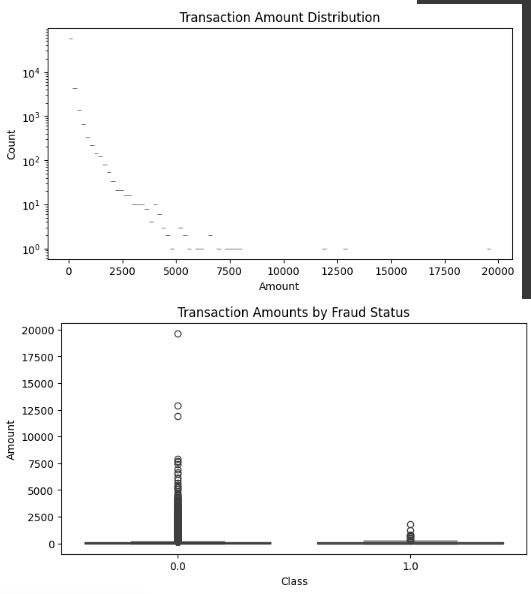 Transaction Amount Distribution
10^4
10^3
10^2
10^1
10^0
Count
0 2500 5000 7500 10000 12500 15000 17500 20000
Amount
Transaction Amounts by Fraud Status
20000
17500
15000
12500
10000
7500
5000
2500
0
Amount
0.0 1.0
Class